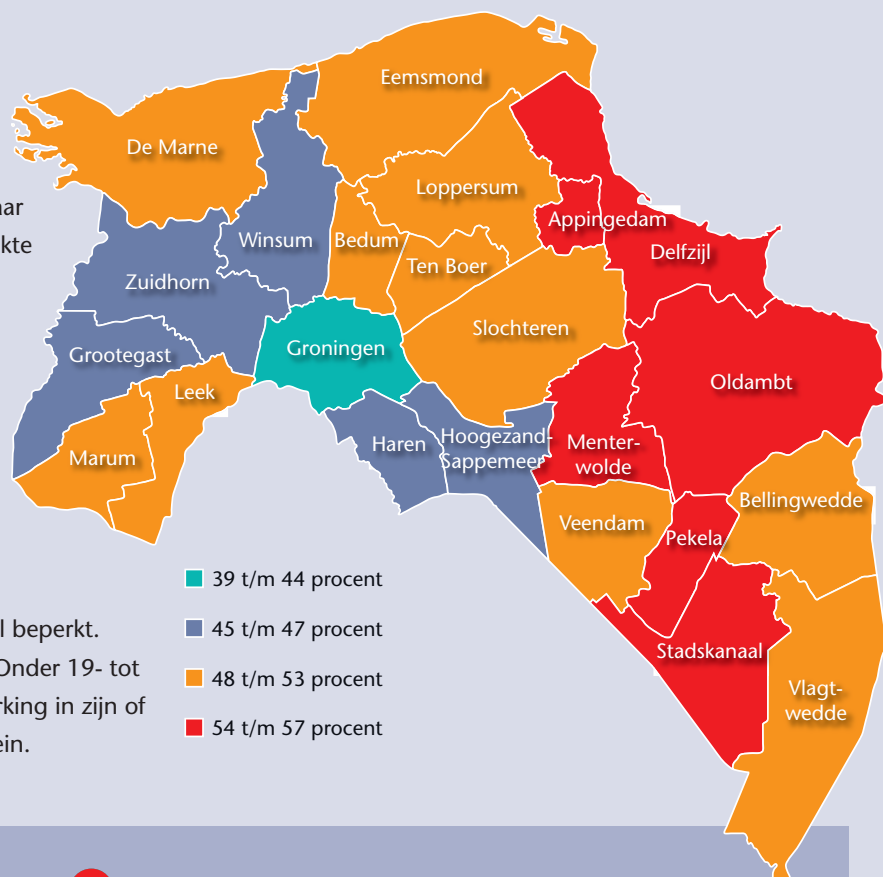 Eemsmond
De Marne
Loppersum
aar
Appingedam
kte
Winsum
Bedum
Delfzijl
Ten Boer
Zuidhorn
Slochteren
Groningen
Grootegast
Oldambt
Leek
Haren
Hoogezand-
Sappemeer
Menter-
wolde
Marum
Bellingwedde
Veendam
Pekela
39 t/m 44 procent
l beperkt.
45 t/m 47 procent
Stadskanaal
Onder 19- tot
48 t/m 53 procent
rking in zijn of
Vlagt-
wedde
54 t/m 57 procent
ein.